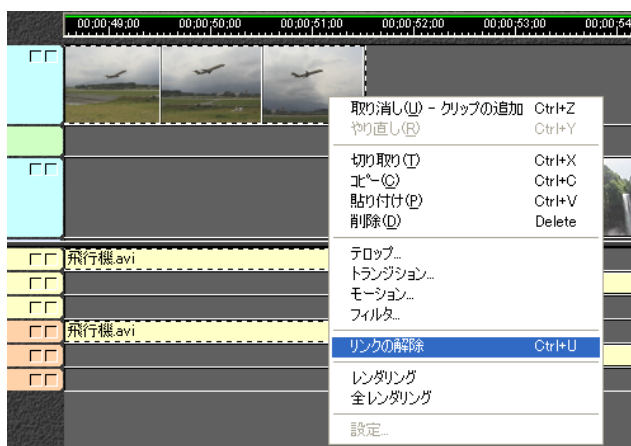 00;00;49;00 00;00;50;00 00;00;51;00 00;00;52;00 00;00;53;00 00;00;54
取り消し(U) - クリップの追加 Ctrl+Z
やり直し(R) Ctrl+Y
切り取り(T) Ctrl+X
ｺﾋﾟｰ(C) Ctrl+C
貼り付け(P) Ctrl+V
削除(D) Delete
テロップ...
トランジション...
モーション...
フィルタ...
リンクの解除 Ctrl+U
レンダリング
全レンダリング
設定...
飛行機.avi
飛行機.avi